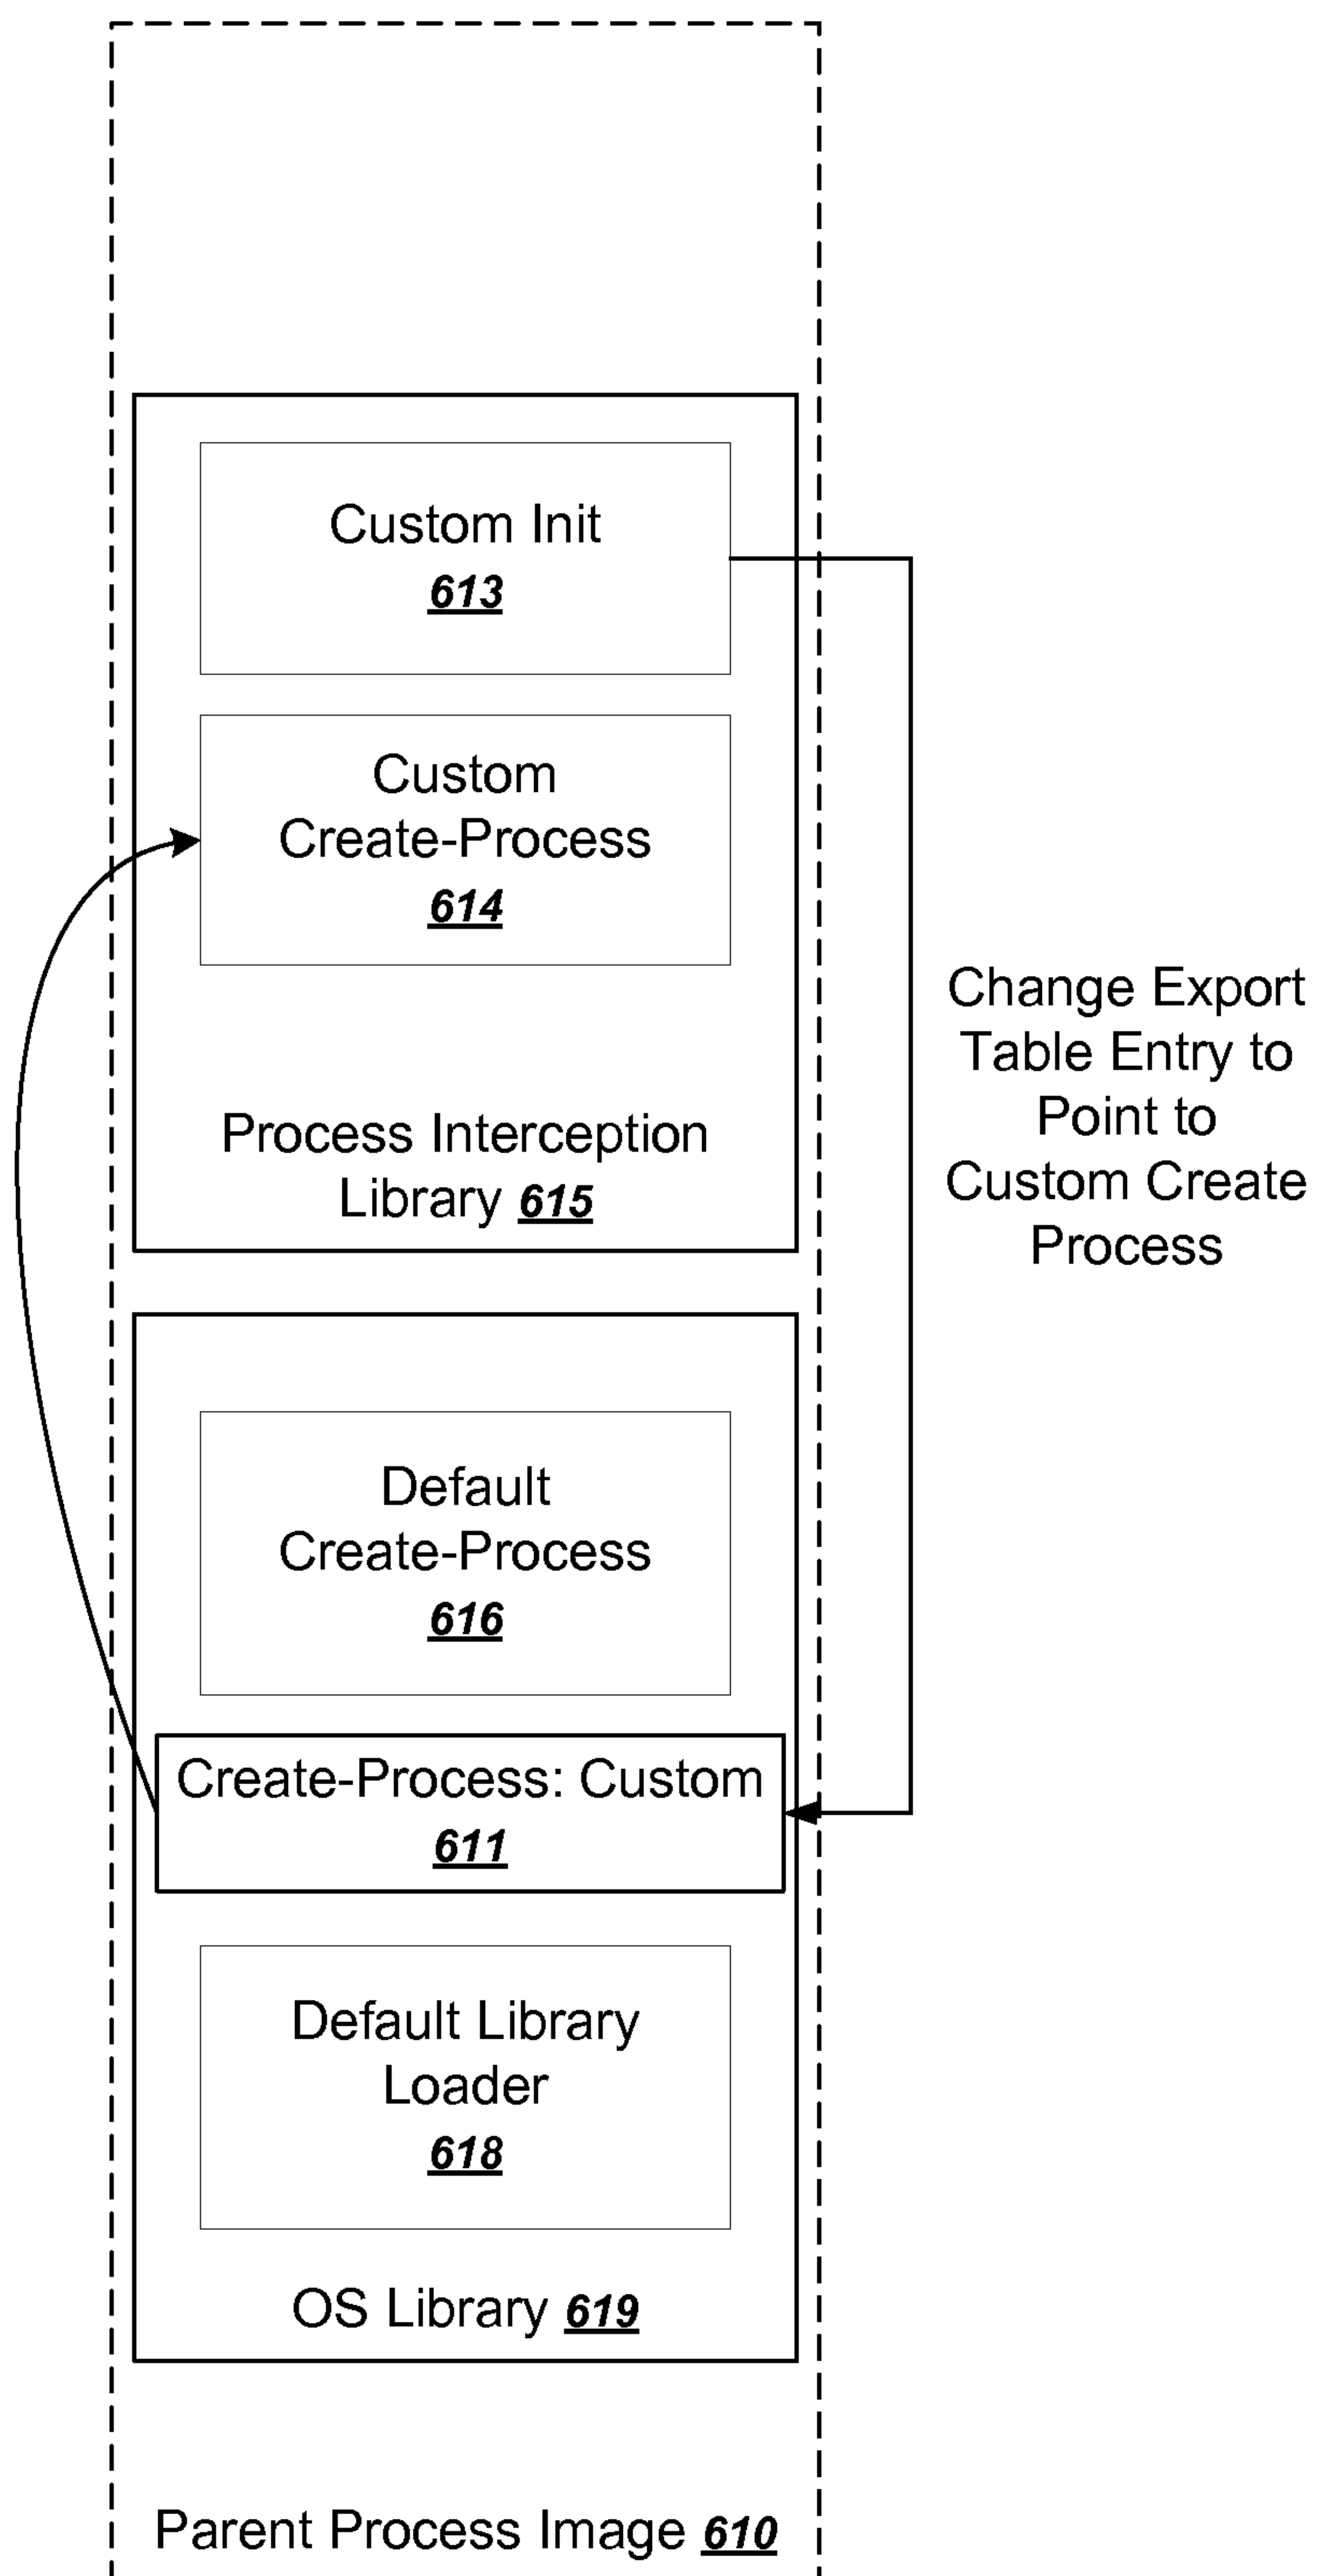 Custom Init
613
Custom
Create-Process
614
Process Interception
Library 615
Change Export
Table Entry to
Point to
Custom Create
Process
Default
Create-Process
616
Create-Process: Custom
611
Default Library
Loader
618
OS Library 619
Parent Process Image 610